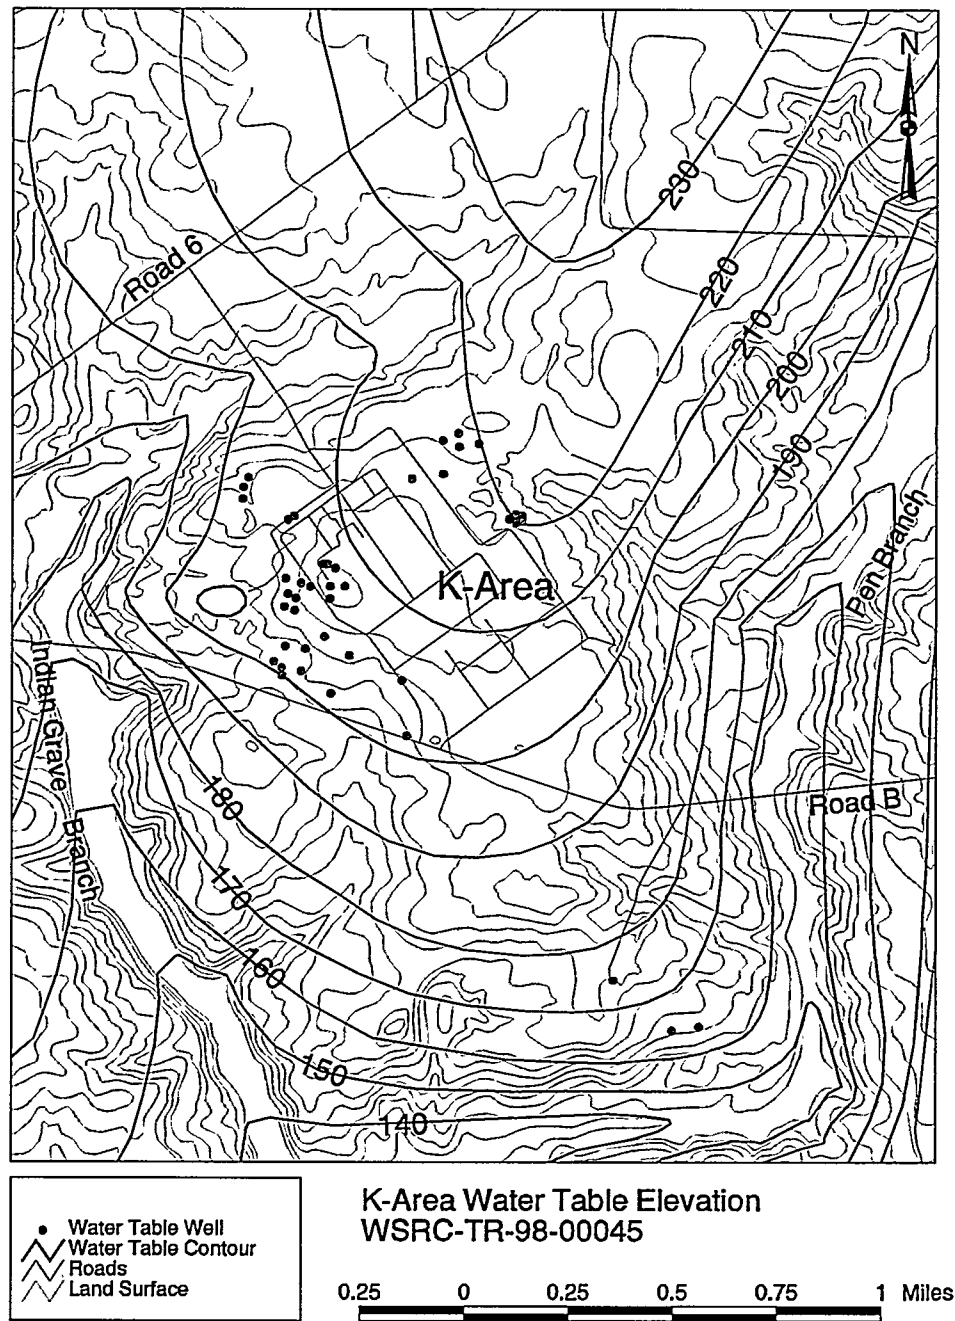 N
230
Road 6
220
210
200
190
K-Area
Pen Branch
Indian Grave
Branch
180
Road B
170
160
150
140
Water Table Well
Water Table Contour
Roads
Land Surface
K-Area Water Table Elevation
WSRC-TR-98-00045
0.25 0 0.25 0.5 0.75 1 Miles